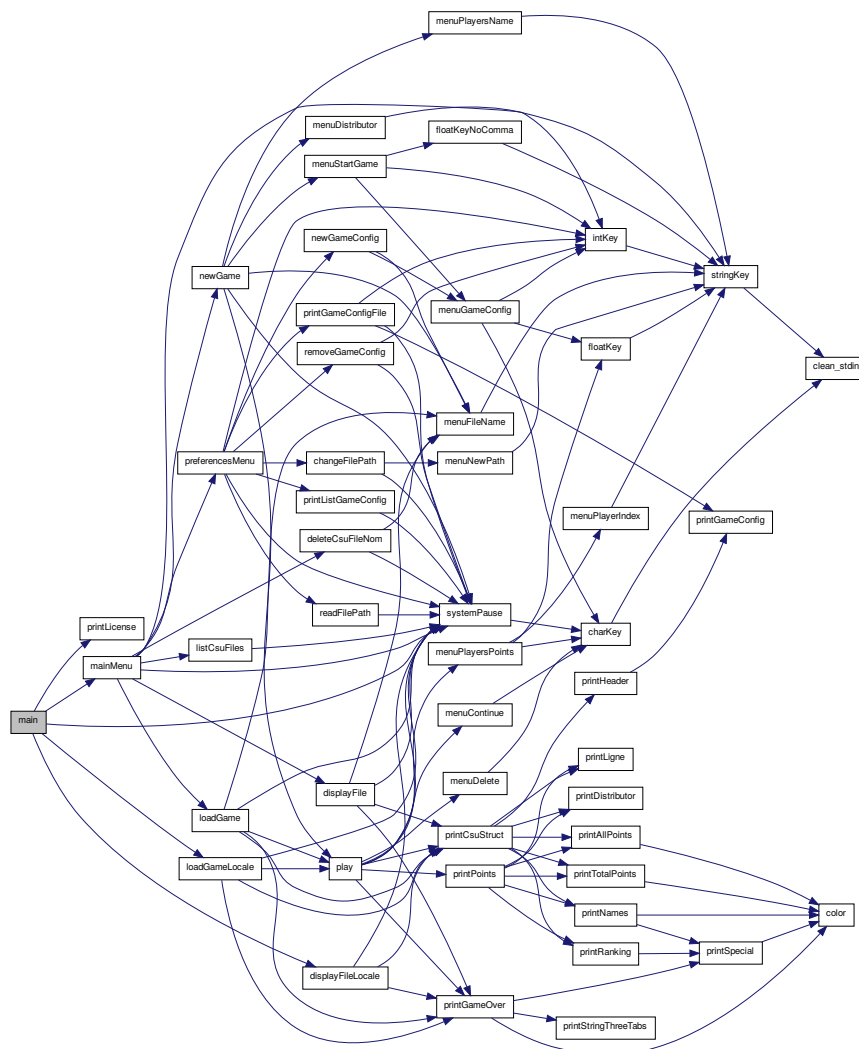 menuPlayersName
menuDistributor
floatKeyNoComma
menuStartGame
newGameConfig
intKey
newGame
stringKey
printGameConfigFile
menuGameConfig
removeGameConfig
floatKey
clean_stdin
menuFileName
preferencesMenu
changeFilePath
menuNewPath
printListGameConfig
menuPlayerIndex
printGameConfig
deleteCsuFileNom
readFilePath
systemPause
printLicense
charKey
listCsuFiles
menuPlayersPoints
mainMenu
printHeader
menuContinue
main
printLigne
menuDelete
displayFile
printDistributor
loadGame
printCsuStruct
printAllPoints
loadGameLocale
play
printPoints
printTotalPoints
printNames
color
printRanking
printSpecial
displayFileLocale
printGameOver
printStringThreeTabs